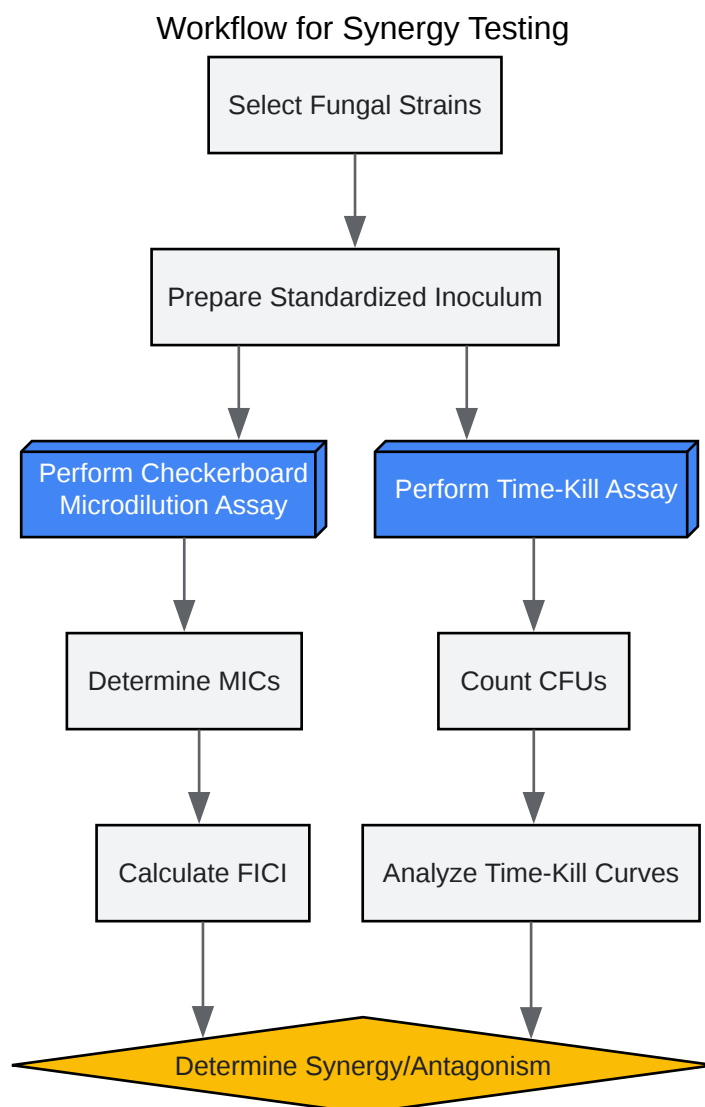 Workflow for Synergy Testing
Select Fungal Strains
Prepare Standardized Inoculum
Perform Checkerboard
Microdilution Assay
Perform Time-Kill Assay
Determine MICs
Count CFUs
Calculate FICI
Analyze Time-Kill Curves
Determine Synergy/Antagonism